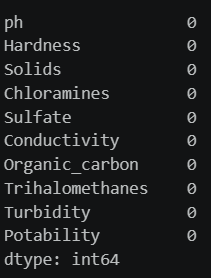 ph 0
Hardness 0
Solids 0
Chloramines 0
Sulfate 0
Conductivity 0
Organic_carbon 0
Trihalomethanes 0
Turbidity 0
Potability 0
dtype: int64